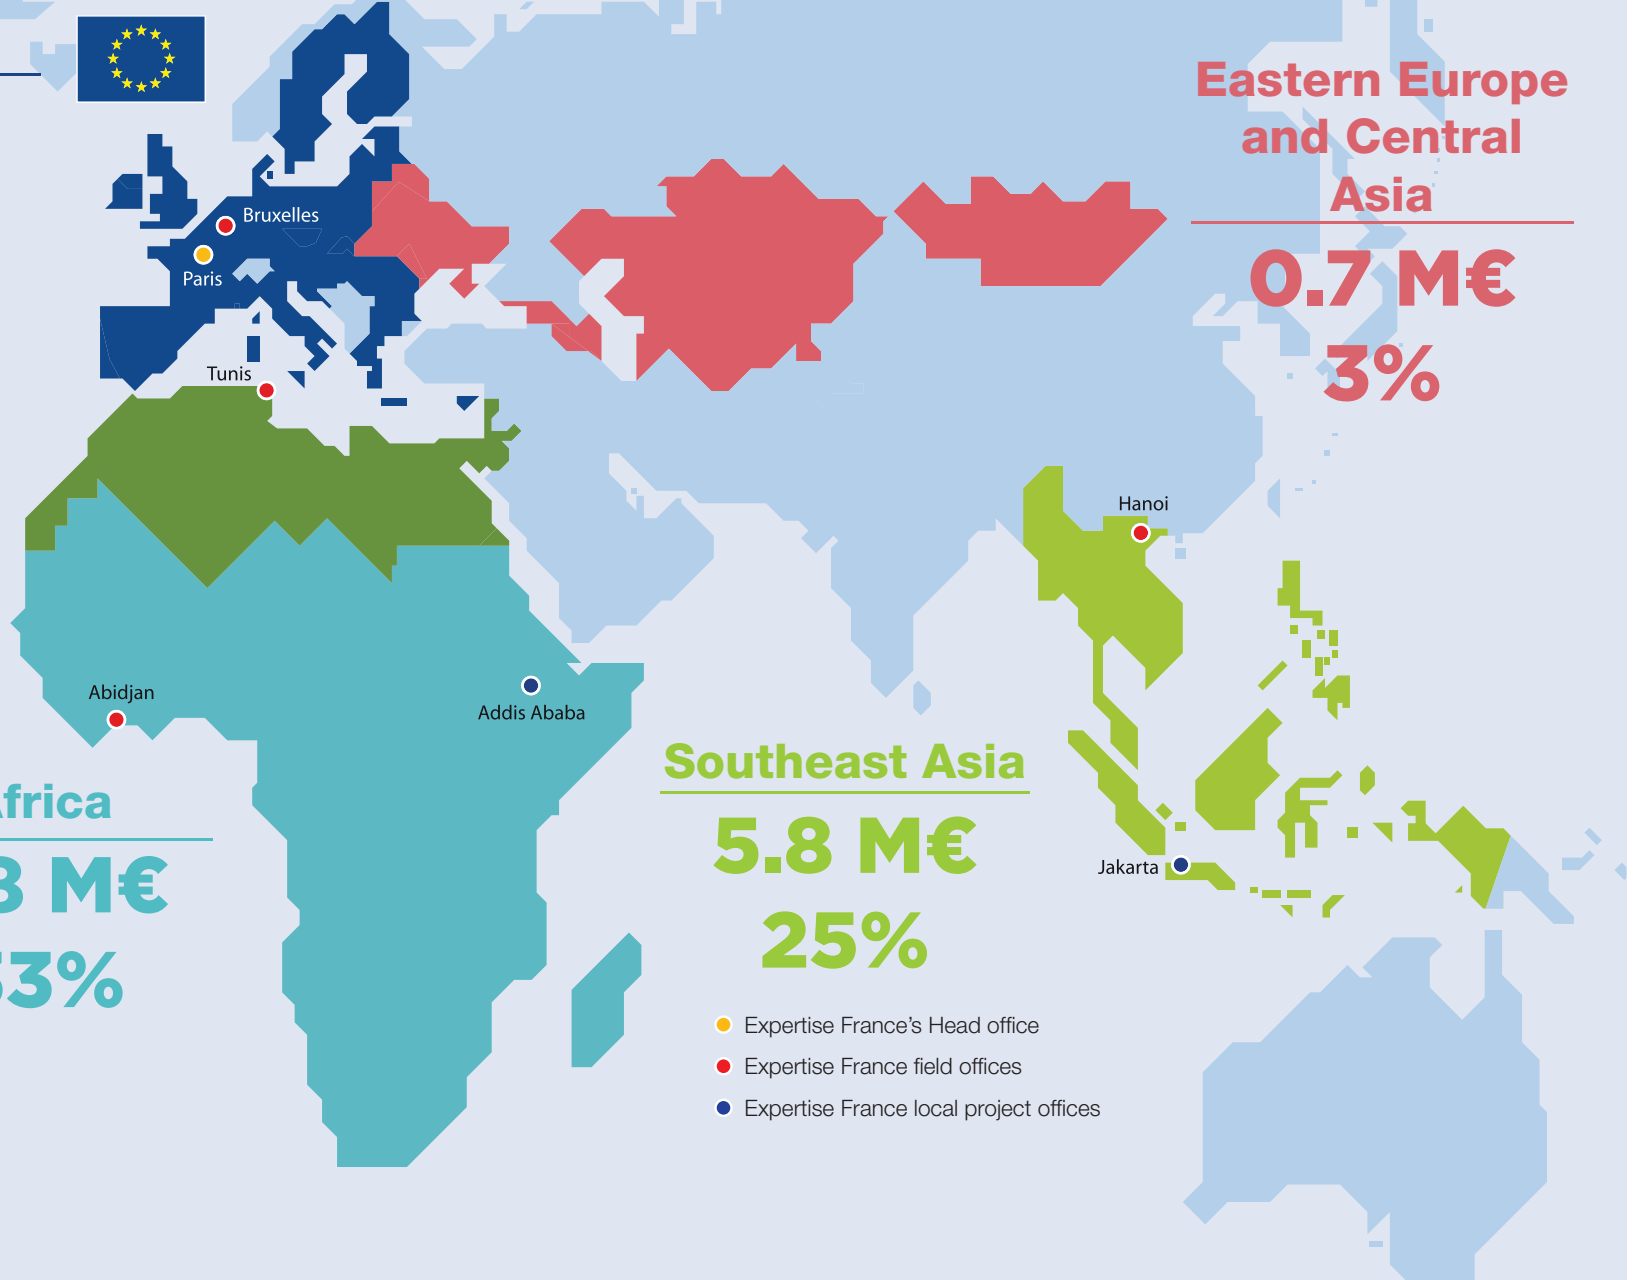 Eastern Europe
and Central
Asia
0.7 M€
3%
Bruxelles
Paris
Tunis
Hanoi
Abidjan
Addis Ababa
Southeast Asia
5.8 M€
25%
Jakarta
M€
Expertise France’s Head office
Expertise France field offices
Expertise France local project offices